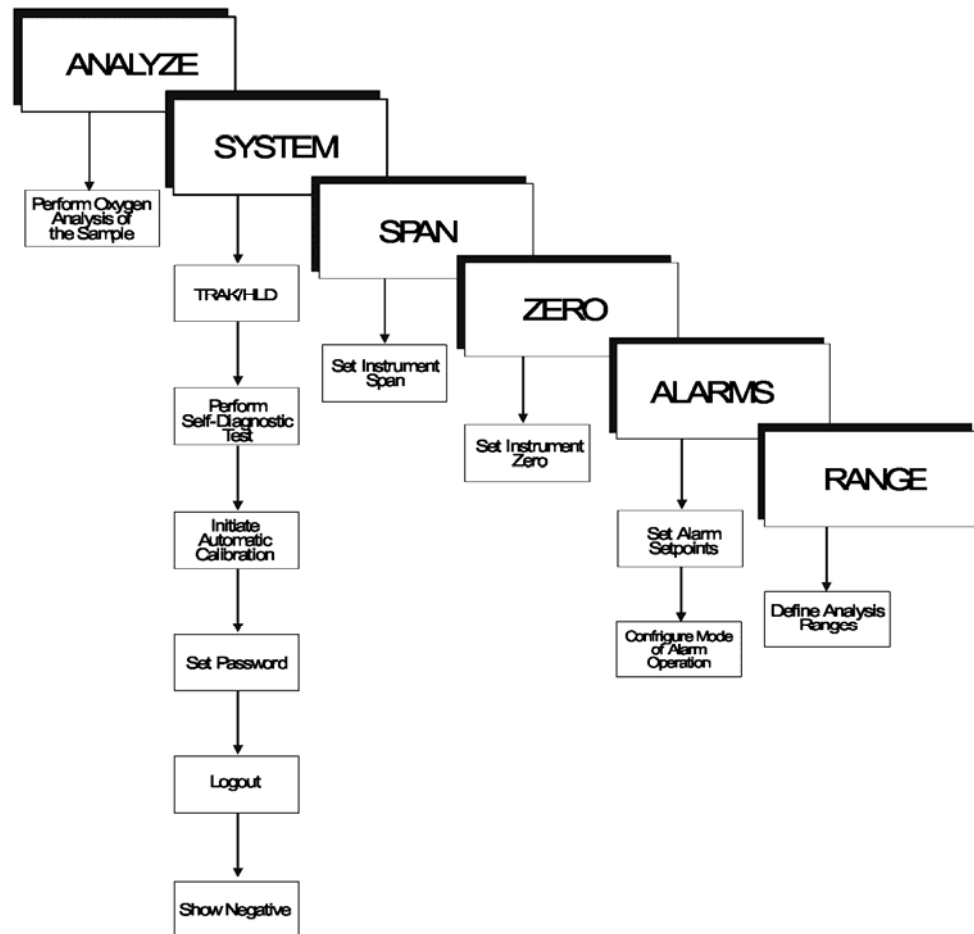 ANALYZE
SYSTEM
Perform Oxygen
Analysis of
the Sample
SPAN
TRAK/HLD
ZERO
Set Instrument
Span
ALARMS
Perform
Self-Diagnostic
Test
Set Instrument
Zero
RANGE
Initiate
Automatic
Calibration
Set Alarm
Setpoints
Define Analysis
Ranges
Confrigure Mode
of Alarm
Operation
Set Password
Logout
Show Negative